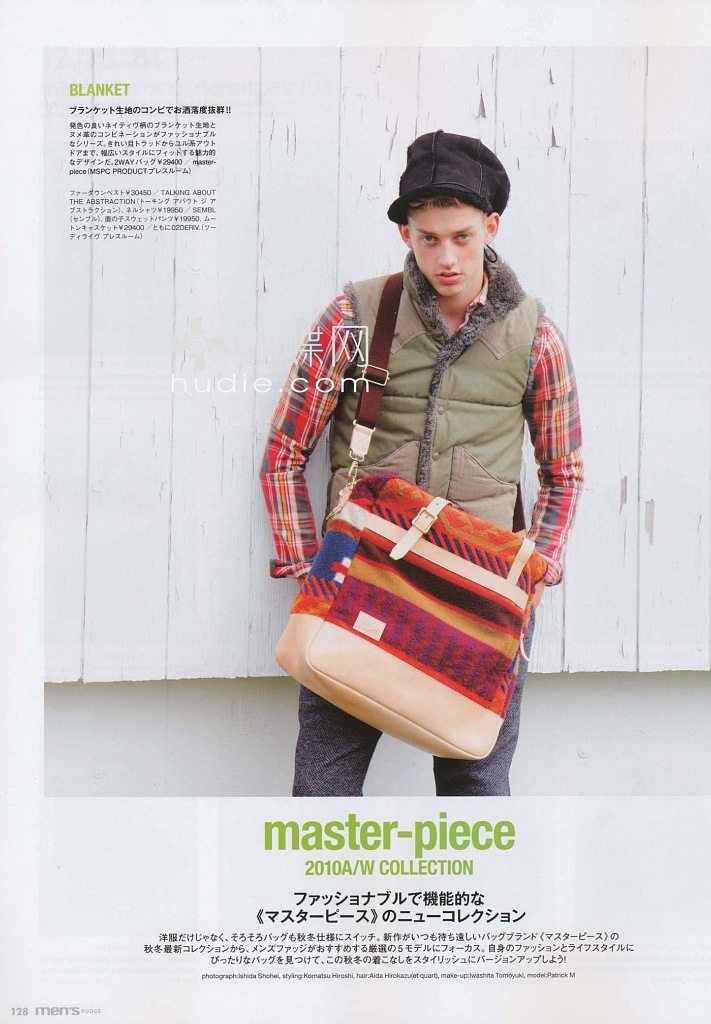 BLANKET
ブランケット生地のコンビでお洒落度抜群!!
発色の良いネイティヴ柄のブランケット生地と
ヌメ革のコンビネーションがファッショナブル
なシリーズ。きれい目トラッドからユル系アウト
ドアまで、幅広いスタイルにフィットする魅力的
なデザインだ。2WAYバッグ¥29400 / master-
piece(MSPC PRODUCTプレスルーム)
ファーダウンベスト¥30450 / TALKING ABOUT
THE ABSTRACTION(トーキング アバウト ジ ア
ブストラクション)、ネルシャツ¥19950 / SEMBL
(センブル)、鹿の子スウェットパンツ¥19950、ムー
トンキャスケット¥29400 / ともに02DERIV.(ツー
ディライヴ プレスルーム)
蝶网
hudie.com
master-piece
2010A/W COLLECTION
ファッショナブルで機能的な
《マスターピース》のニューコレクション
洋服だけじゃなく、そろそろバッグも秋冬仕様にスイッチ。新作がいつも待ち遠しいバッグブランド《マスターピース》の
秋冬最新コレクションから、メンズファッジがおすすめする厳選の5モデルにフォーカス。自身のファッションとライフスタイルに
ぴったりなバッグを見つけて、この秋冬の着こなしをスタイリッシュにバージョンアップしよう!
photograph:Ishida Shohei, styling:Komatsu Hiroshi, hair:Aida Hirokazu(et quart), make-up:Iwashita Tomoyuki, model:Patrick M
128 men's FUDGE